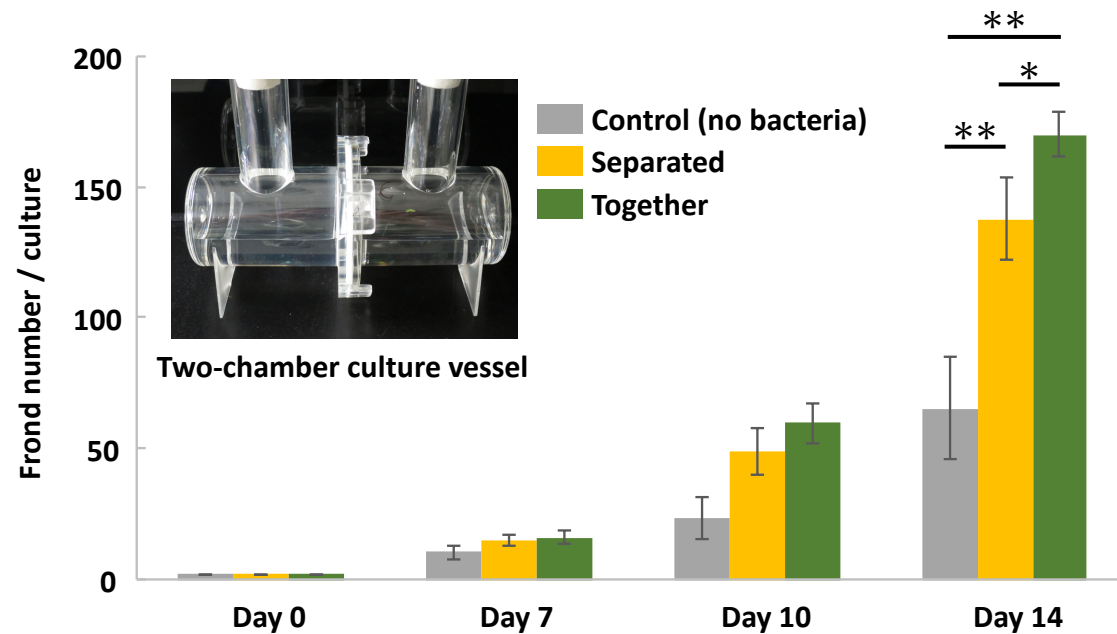 **
*
**
200
150
100
50
0
Frond number / culture
Control (no bacteria)
Separated
Together
Two-chamber culture vessel
Day 0
Day 7
Day 10
Day 14